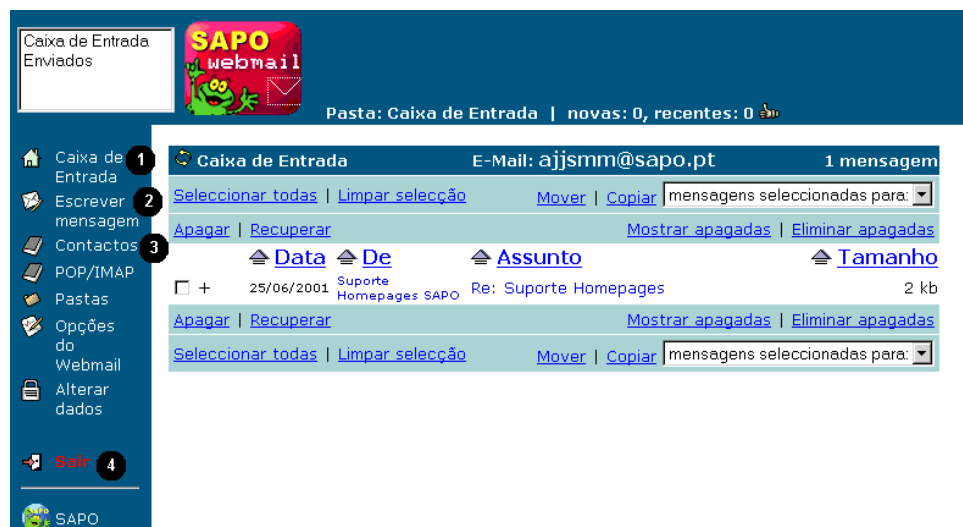 Caixa de Entrada
Enviados
SAPO
webmail
Pasta: Caixa de Entrada | novas: 0, recentes: 0
Caixa de 1
Entrada
Escrever 2
mensagem
Contactos 3
POP/IMAP
Pastas
Opções
do
Webmail
Alterar
dados
Sair 4
SAPO
Caixa de Entrada E-Mail: ajjsmm@sapo.pt 1 mensagem
Seleccionar todas | Limpar selecção Mover | Copiar mensagens seleccionadas para:
Apagar | Recuperar Mostrar apagadas | Eliminar apagadas
Data De Assunto Tamanho
+ 25/06/2001 Suporte Homepages SAPO Re: Suporte Homepages 2 kb
Apagar | Recuperar Mostrar apagadas | Eliminar apagadas
Seleccionar todas | Limpar selecção Mover | Copiar mensagens seleccionadas para: